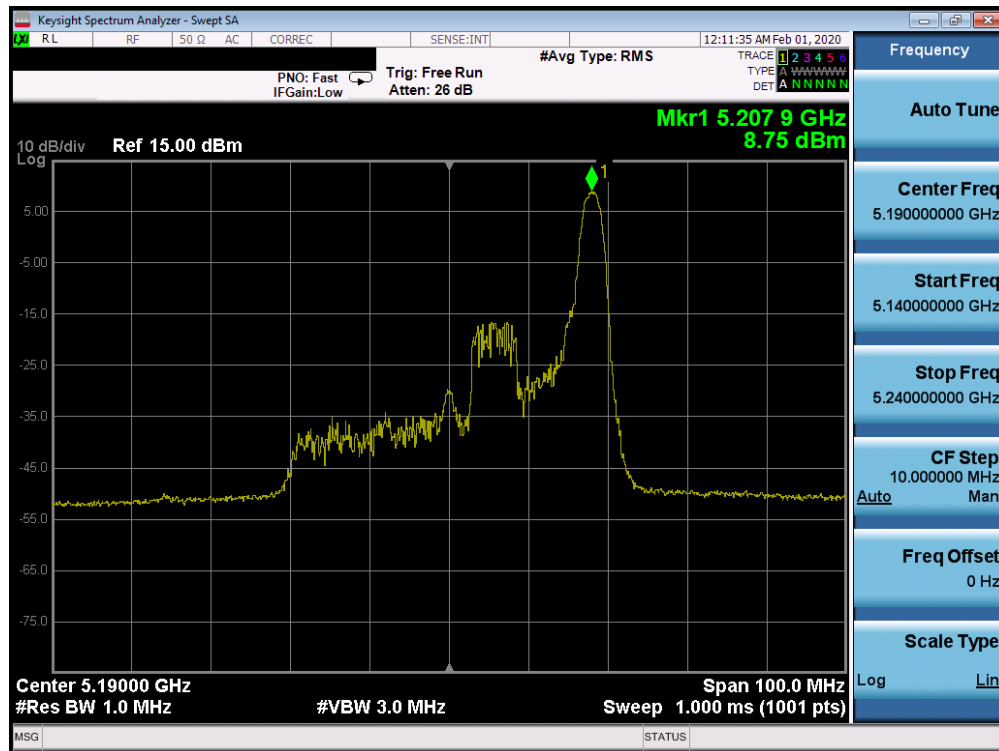 Keysight Spectrum Analyzer - Swept SA
LXI RL RF 50 Ω AC CORREC SENSE:INT 12:11:35 AM Feb 01, 2020
PNO: Fast
IFGain:Low
Trig: Free Run
Atten: 26 dB
#Avg Type: RMS
TRACE 1 2 3 4 5 6
TYPE A WWWWW
DET A N N N N N
Mkr1 5.207 9 GHz
8.75 dBm
10 dB/div Ref 15.00 dBm
Log
1
5.00
-5.00
-15.0
-25.0
-35.0
-45.0
-55.0
-65.0
-75.0
Center 5.19000 GHz Span 100.0 MHz
#Res BW 1.0 MHz #VBW 3.0 MHz Sweep 1.000 ms (1001 pts)
MSG STATUS
Frequency
Auto Tune
Center Freq
5.190000000 GHz
Start Freq
5.140000000 GHz
Stop Freq
5.240000000 GHz
CF Step
10.000000 MHz
Auto Man
Freq Offset
0 Hz
Scale Type
Log Lin